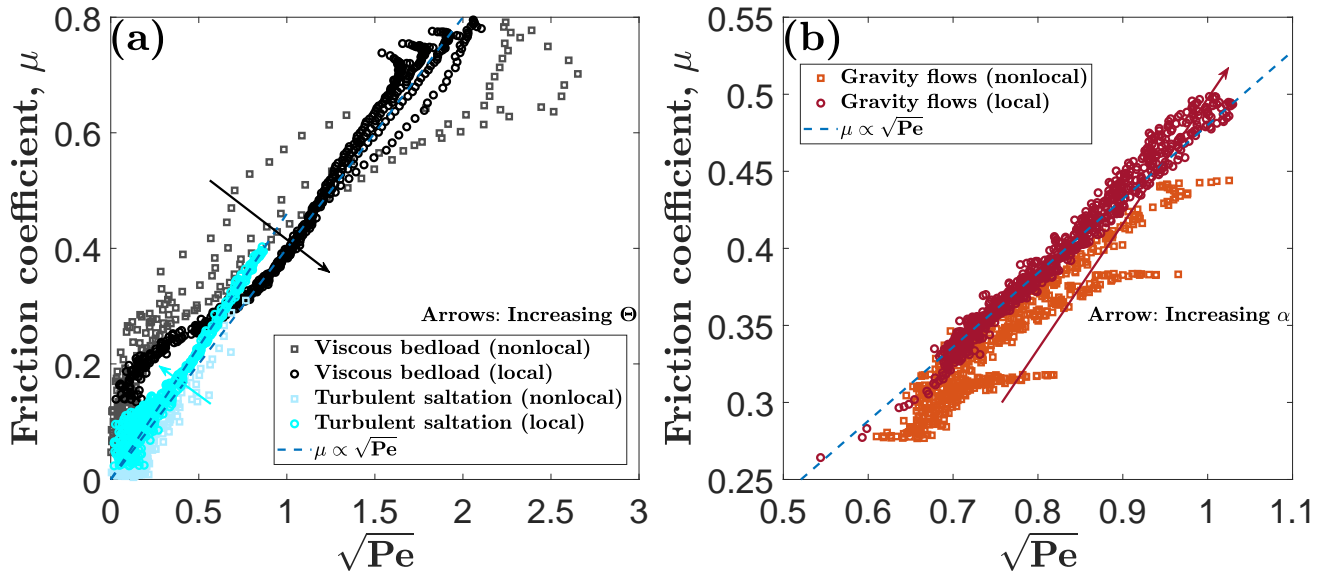 (a)
Friction coefficient, μ
0.8
0.6
0.4
0.2
0
Arrows: Increasing Θ
Viscous bedload (nonlocal)
Viscous bedload (local)
Turbulent saltation (nonlocal)
Turbulent saltation (local)
μ ∝ √Pe
0 0.5 1 1.5 2 2.5 3
√Pe
(b)
Friction coefficient, μ
0.55
0.5
0.45
0.4
0.35
0.3
0.25
Gravity flows (nonlocal)
Gravity flows (local)
μ ∝ √Pe
Arrow: Increasing α
0.5 0.6 0.7 0.8 0.9 1 1.1
√Pe